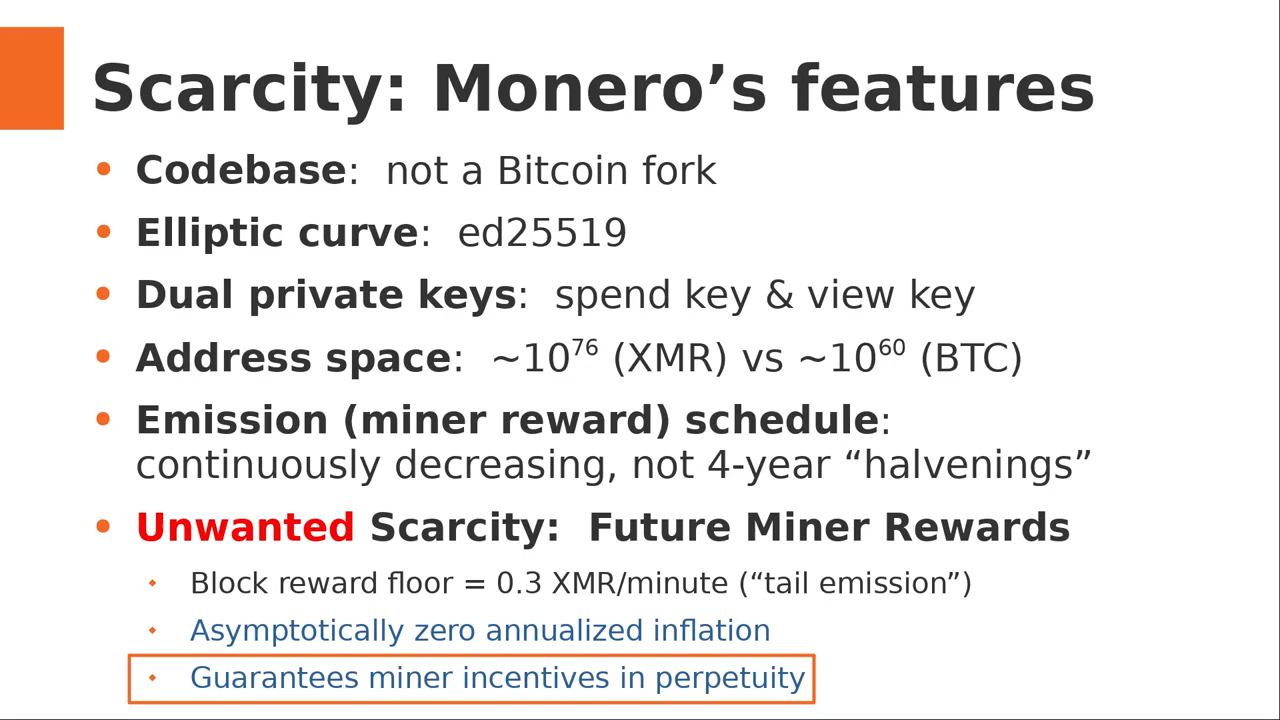 Scarcity: Monero’s features
• Codebase: not a Bitcoin fork
• Elliptic curve: ed25519
• Dual private keys: spend key & view key
• Address space: ~10⁷⁶ (XMR) vs ~10⁶⁰ (BTC)
• Emission (miner reward) schedule:
continuously decreasing, not 4-year “halvenings”
• Unwanted Scarcity: Future Miner Rewards
⬩ Block reward floor = 0.3 XMR/minute (“tail emission”)
⬩ Asymptotically zero annualized inflation
⬩ Guarantees miner incentives in perpetuity